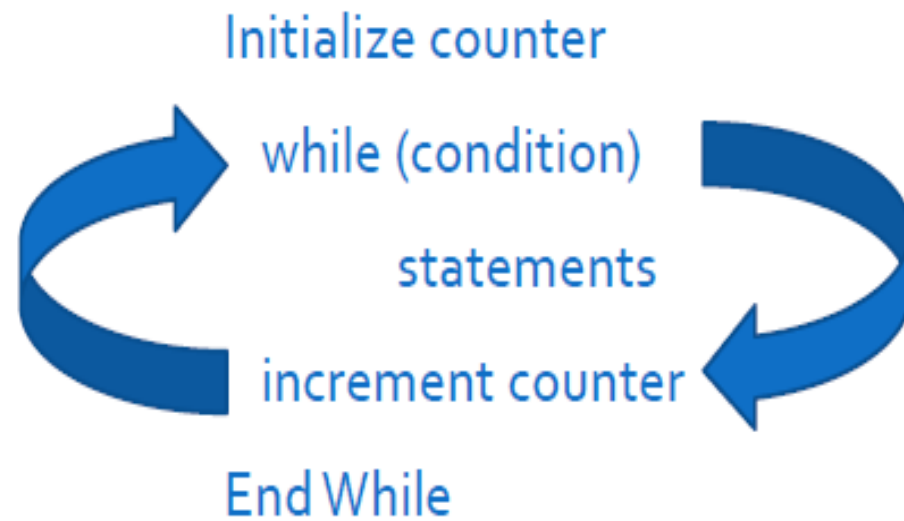 Initialize counter
while (condition)
statements
increment counter
End While